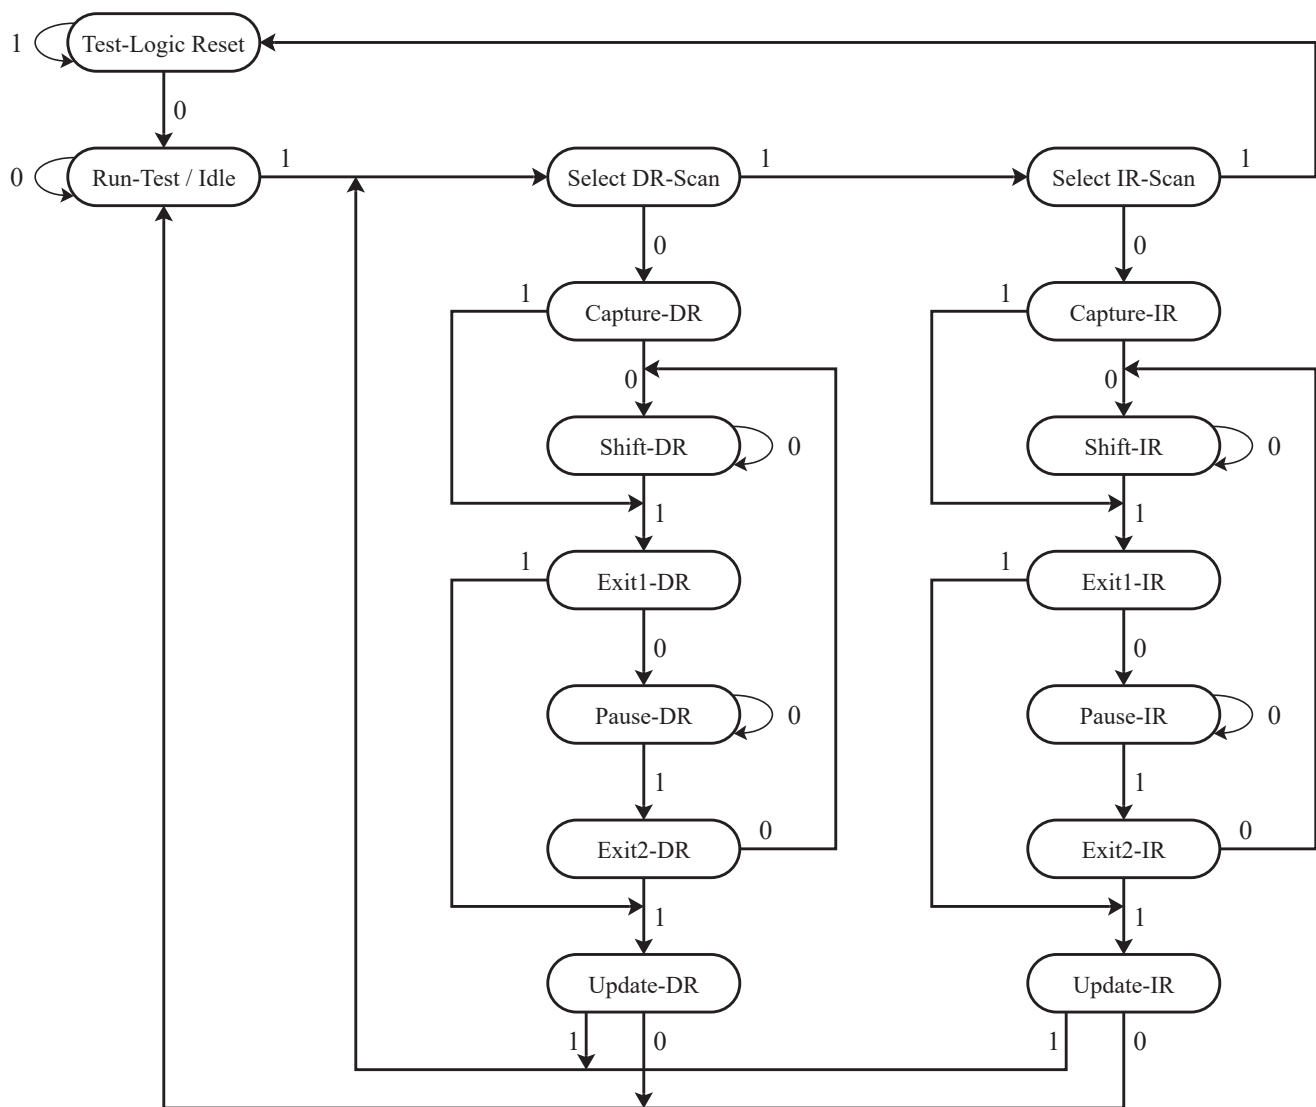 1 Test-Logic Reset
0
0 Run-Test / Idle 1 Select DR-Scan 1 Select IR-Scan 1
0 0
1 Capture-DR 1 Capture-IR
0 0
Shift-DR 0 Shift-IR 0
1 1
1 Exit1-DR 1 Exit1-IR
0 0
Pause-DR 0 Pause-IR 0
1 1
Exit2-DR 0 Exit2-IR 0
1 1
Update-DR Update-IR
1 0 1 0